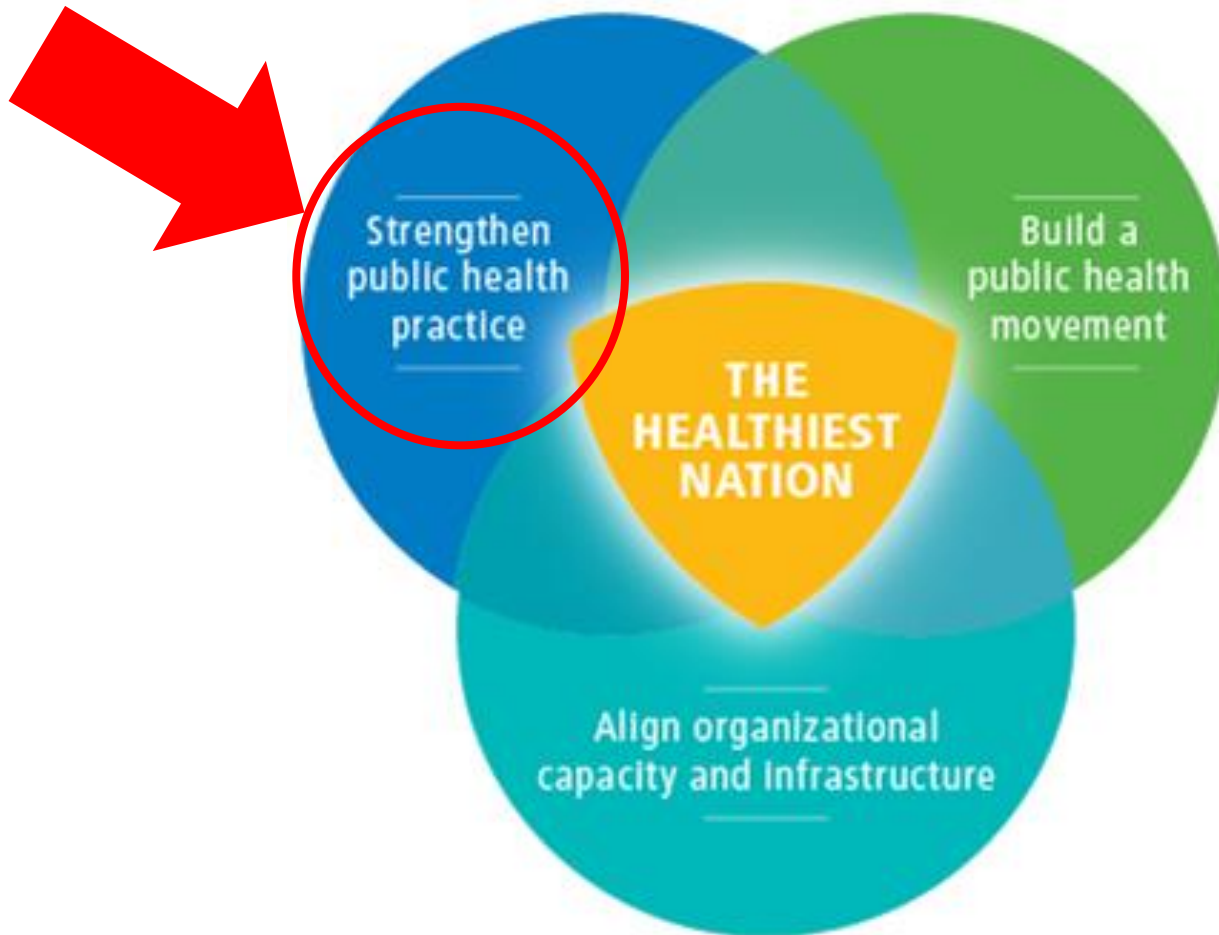 Strengthen
public health
practice
Build a
public health
movement
THE
HEALTHIEST
NATION
Align organizational
capacity and infrastructure